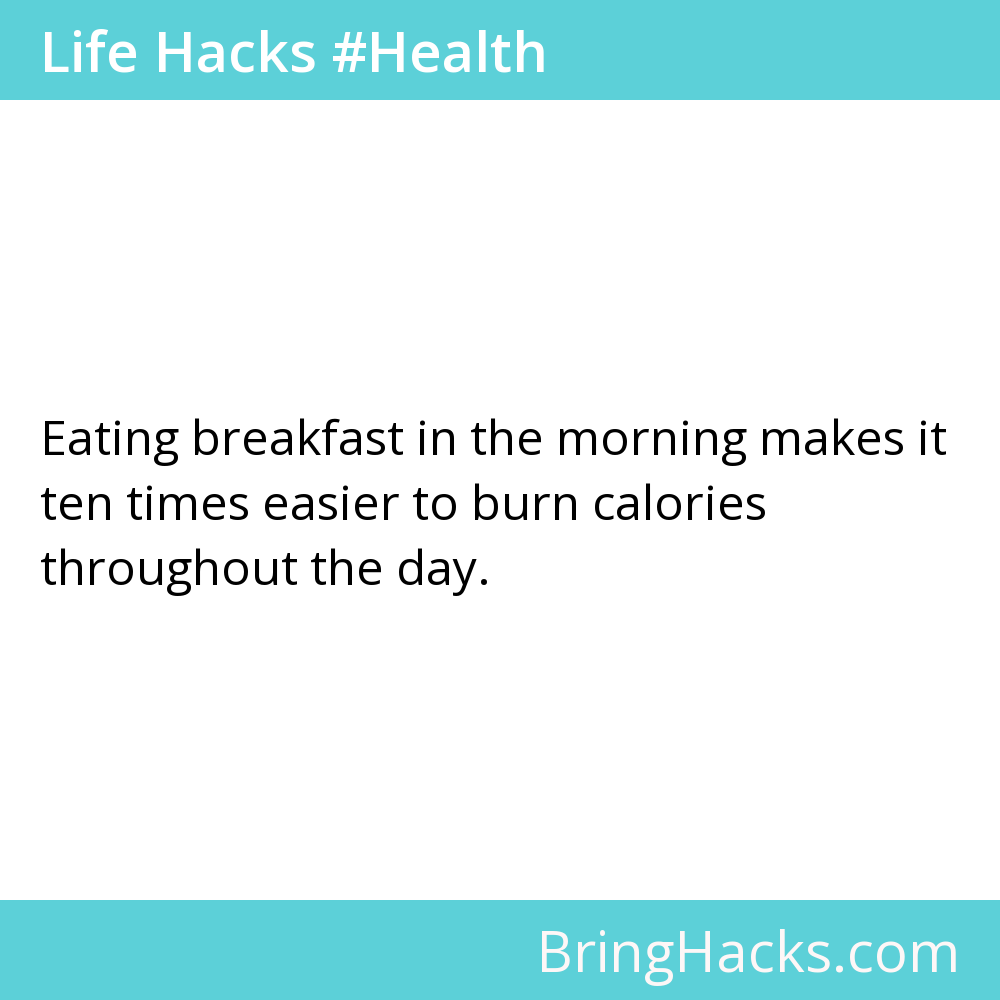 Life Hacks #Health
Eating breakfast in the morning makes it
ten times easier to burn calories
throughout the day.
BringHacks.com